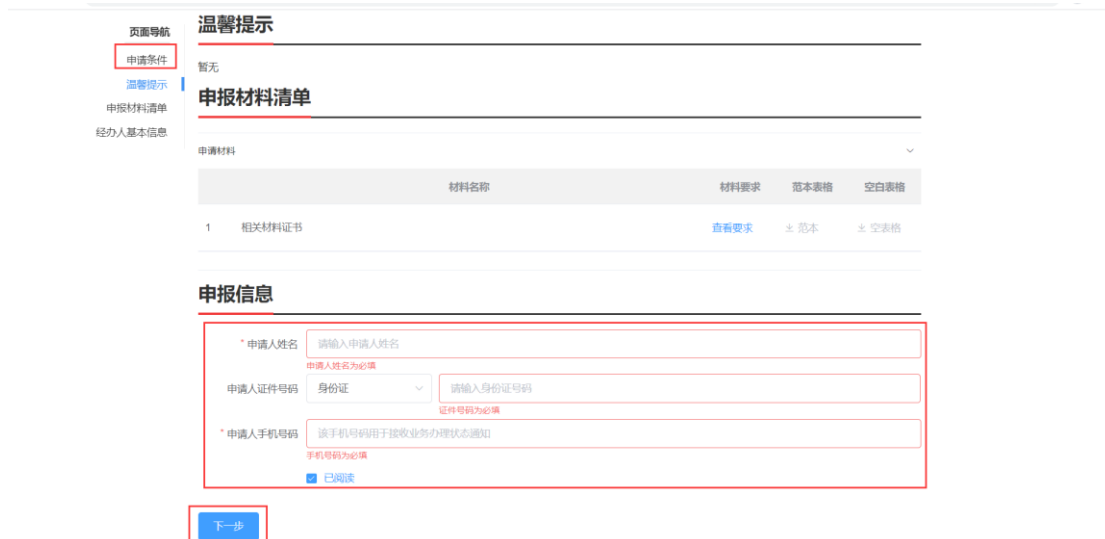 页面导航
申请条件
温馨提示
申报材料清单
经办人基本信息
温馨提示
暂无
申报材料清单
申请材料
材料名称 材料要求 范本表格 空白表格
1 相关材料证书 查看要求 范本 空表格
申报信息
* 申请人姓名 请输入申请人姓名
申请人姓名为必填
申请人证件号码 身份证 请输入身份证号码
证件号码为必填
* 申请人手机号码 该手机号码用于接收业务办理状态通知
手机号码为必填
已阅读
下一步